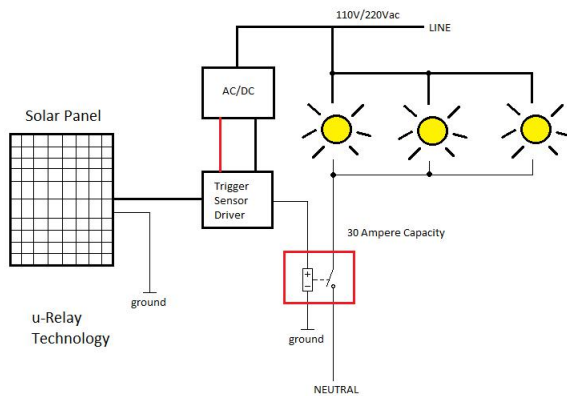 110V/220Vac
LINE
AC/DC
Solar Panel
Trigger
Sensor
Driver
30 Ampere Capacity
+
−
ground
u-Relay
Technology
ground
NEUTRAL